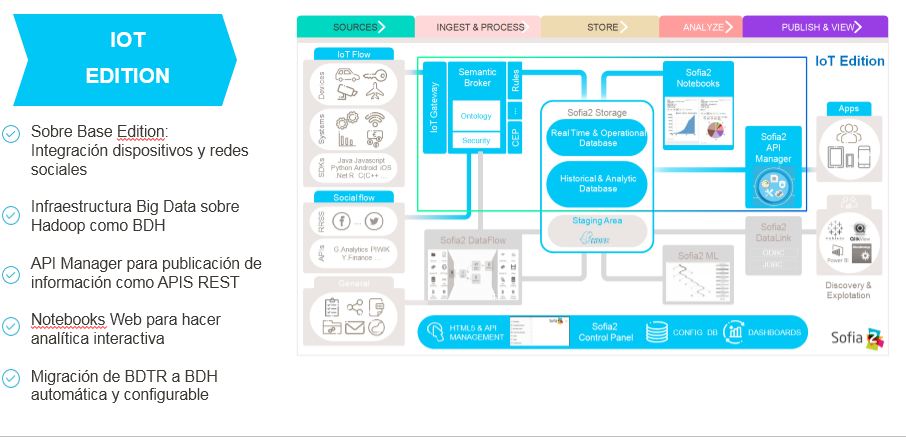 IOT
EDITION
Sobre Base Edition:
Integración dispositivos y redes
sociales
Infraestructura Big Data sobre
Hadoop como BDH
API Manager para publicación de
información como APIS REST
Notebooks Web para hacer
analítica interactiva
Migración de BDTR a BDH
automática y configurable
SOURCES
INGEST & PROCESS
STORE
ANALYZE
PUBLISH & VIEW
IoT Edition
IoT Flow
Devices
Systems
SDKs
Java Javascript
Python Android iOS
.Net R C(C++ ...
Social flow
RRSS
...
APIs
G.Analytics PIWIK
Y.Finance ...
General
IoT Gateway
Semantic
Broker
Ontology
Security
Rules
...
CEP
Sofia2 Storage
Real Time & Operational
Database
Historical & Analytic
Database
Staging Area
Sofia2
Notebooks
Sofia2
API
Manager
Apps
Sofia2 DataFlow
Sofia2 ML
Sofia2
DataLink
ODBC
JDBC
tableau
QlikView
Power BI
Discovery &
Explotation
HTML5 & API
MANAGEMENT
Sofia2
Control Panel
CONFIG DB
DASHBOARDS
Sofia2